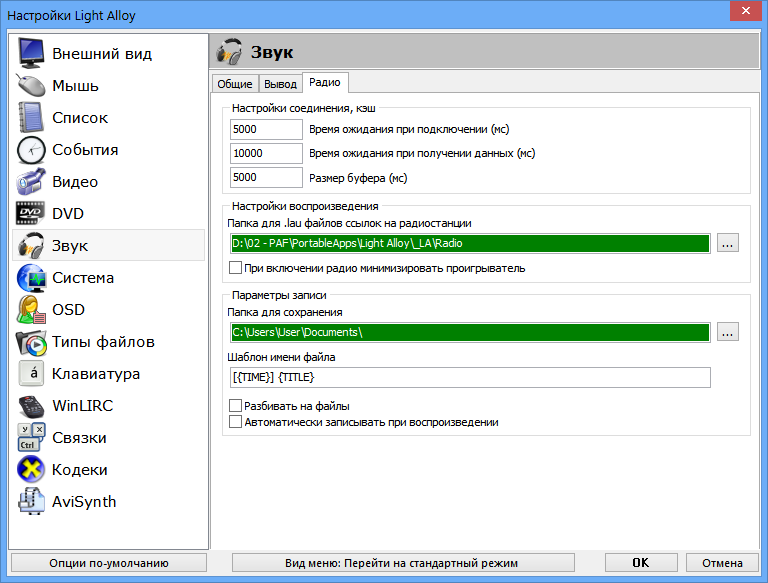 Настройки Light Alloy
Внешний вид
Мышь
Список
События
Видео
DVD
DVD
Звук
Система
OSD
Типы файлов
á
Клавиатура
WinLIRC
У
X
Ctrl
Связки
Кодеки
AviSynth
Звук
Общие
Вывод
Радио
Настройки соединения, кэш
5000 Время ожидания при подключении (мс)
10000 Время ожидания при получении данных (мс)
5000 Размер буфера (мс)
Настройки воспроизведения
Папка для .lau файлов ссылок на радиостанции
D:\02 - PAF\PortableApps\Light Alloy\_LA\Radio
...
При включении радио минимизировать проигрыватель
Параметры записи
Папка для сохранения
C:\Users\User\Documents\
...
Шаблон имени файла
[{TIME}] {TITLE}
Разбивать на файлы
Автоматически записывать при воспроизведении
Опции по-умолчанию
Вид меню: Перейти на стандартный режим
OK
Отмена